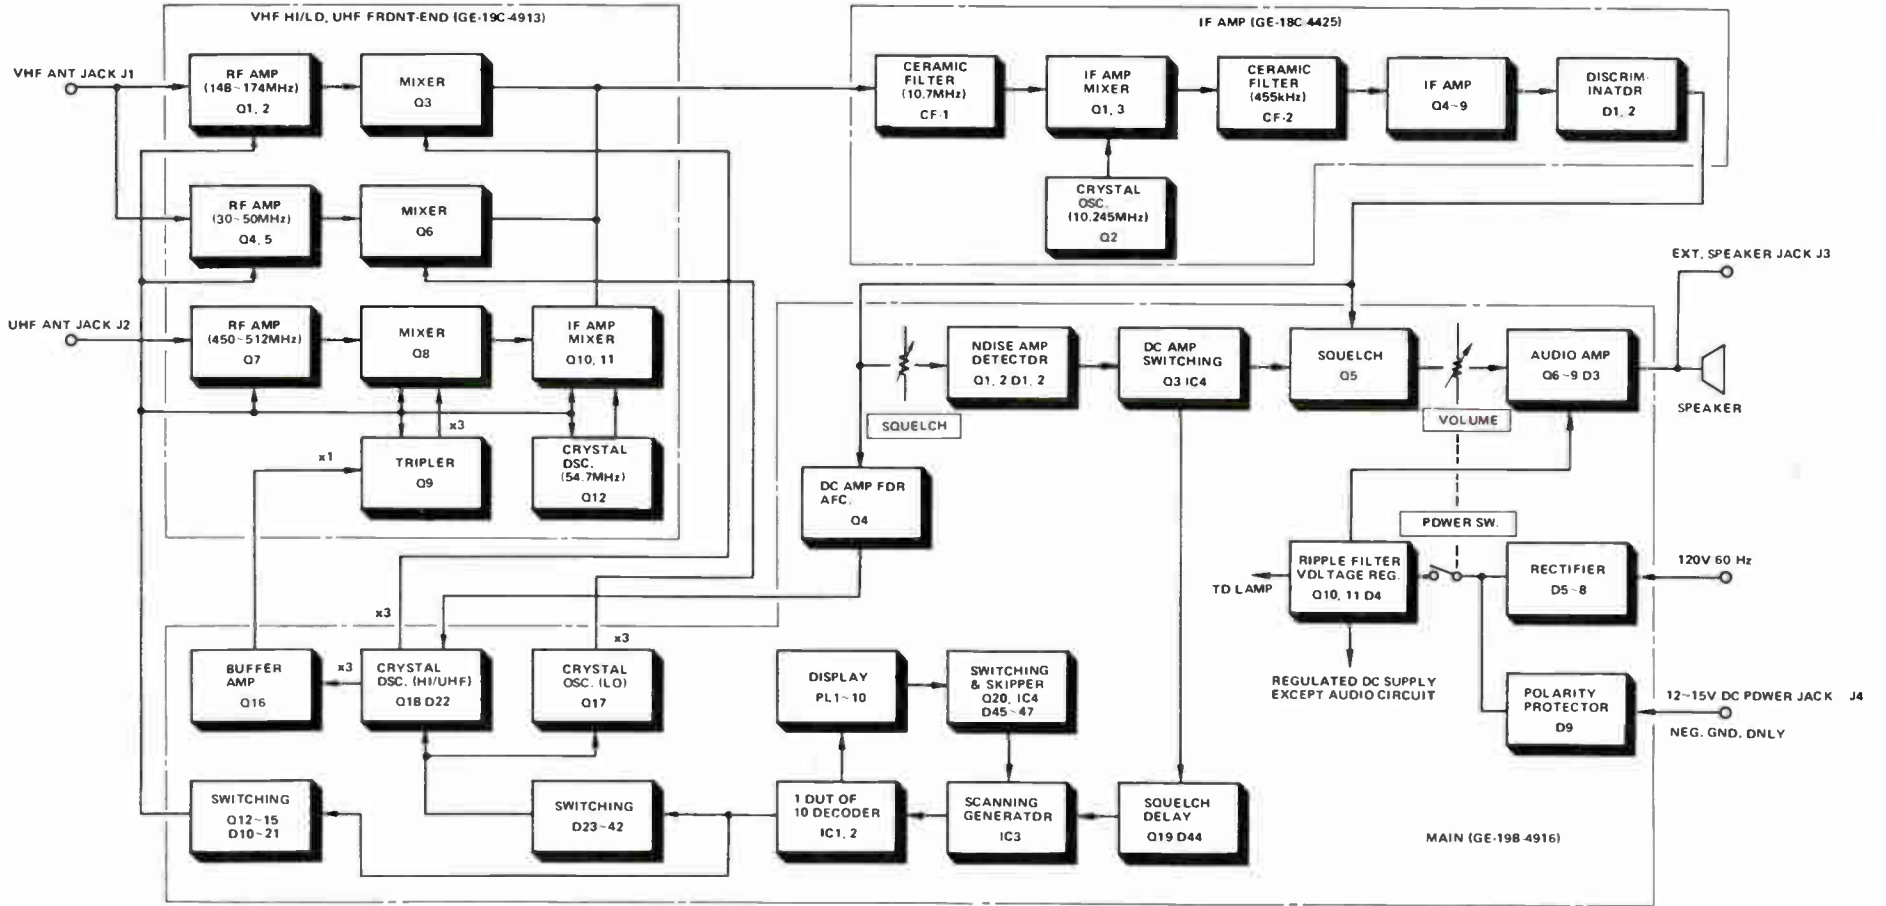 VHF HI/LO, UHF FRONT-END (GE-19C-4913)
IF AMP (GE-18C-4425)
VHF ANT JACK J1
RF AMP
(148~174MHz)
Q1, 2
MIXER
Q3
CERAMIC
FILTER
(10.7MHz)
CF-1
IF AMP
MIXER
Q1, 3
CERAMIC
FILTER
(455kHz)
CF-2
IF AMP
Q4~9
DISCRIM-
INATOR
D1, 2
RF AMP
(30~50MHz)
Q4, 5
MIXER
Q6
CRYSTAL
OSC.
(10.245MHz)
Q2
EXT. SPEAKER JACK J3
UHF ANT JACK J2
RF AMP
(450~512MHz)
Q7
MIXER
Q8
IF AMP
MIXER
Q10, 11
NOISE AMP
DETECTOR
Q1, 2 D1, 2
DC AMP
SWITCHING
Q3 IC4
SQUELCH
Q5
AUDIO AMP
Q6~9 D3
SPEAKER
SQUELCH
VOLUME
x3
x1
TRIPLER
Q9
CRYSTAL
OSC.
(54.7MHz)
Q12
DC AMP FOR
AFC.
Q4
POWER SW.
TO LAMP
RIPPLE FILTER
VOLTAGE REG.
Q10, 11 D4
RECTIFIER
D5~8
120V 60 Hz
x3
x3
BUFFER
AMP
Q16
x3
CRYSTAL
OSC. (HI/UHF)
Q18 D22
CRYSTAL
OSC. (LO)
Q17
DISPLAY
PL1~10
SWITCHING
& SKIPPER
Q20, IC4
D45~47
REGULATED DC SUPPLY
EXCEPT AUDIO CIRCUIT
POLARITY
PROTECTOR
D9
12~15V DC POWER JACK J4
NEG. GND. ONLY
SWITCHING
Q12~15
D10~21
SWITCHING
D23~42
1 OUT OF
10 DECODER
IC1, 2
SCANNING
GENERATOR
IC3
SQUELCH
DELAY
Q19 D44
MAIN (GE-19B-4916)